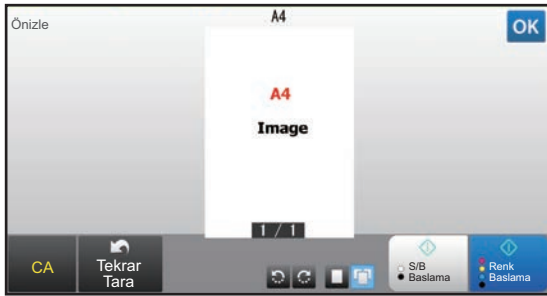 Önizle
A4
OK
A4
Image
1 / 1
CA
Tekrar
Tara
S/B
Baslama
Renk
Baslama